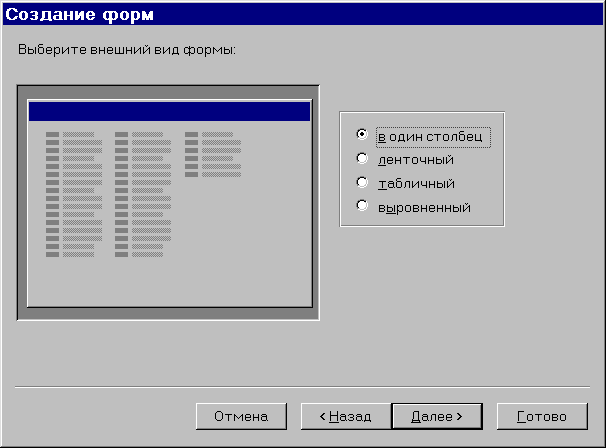 Создание форм
Выберите внешний вид формы:
в один столбец
ленточный
табличный
выровненный
Отмена
< Назад
Далее >
Готово